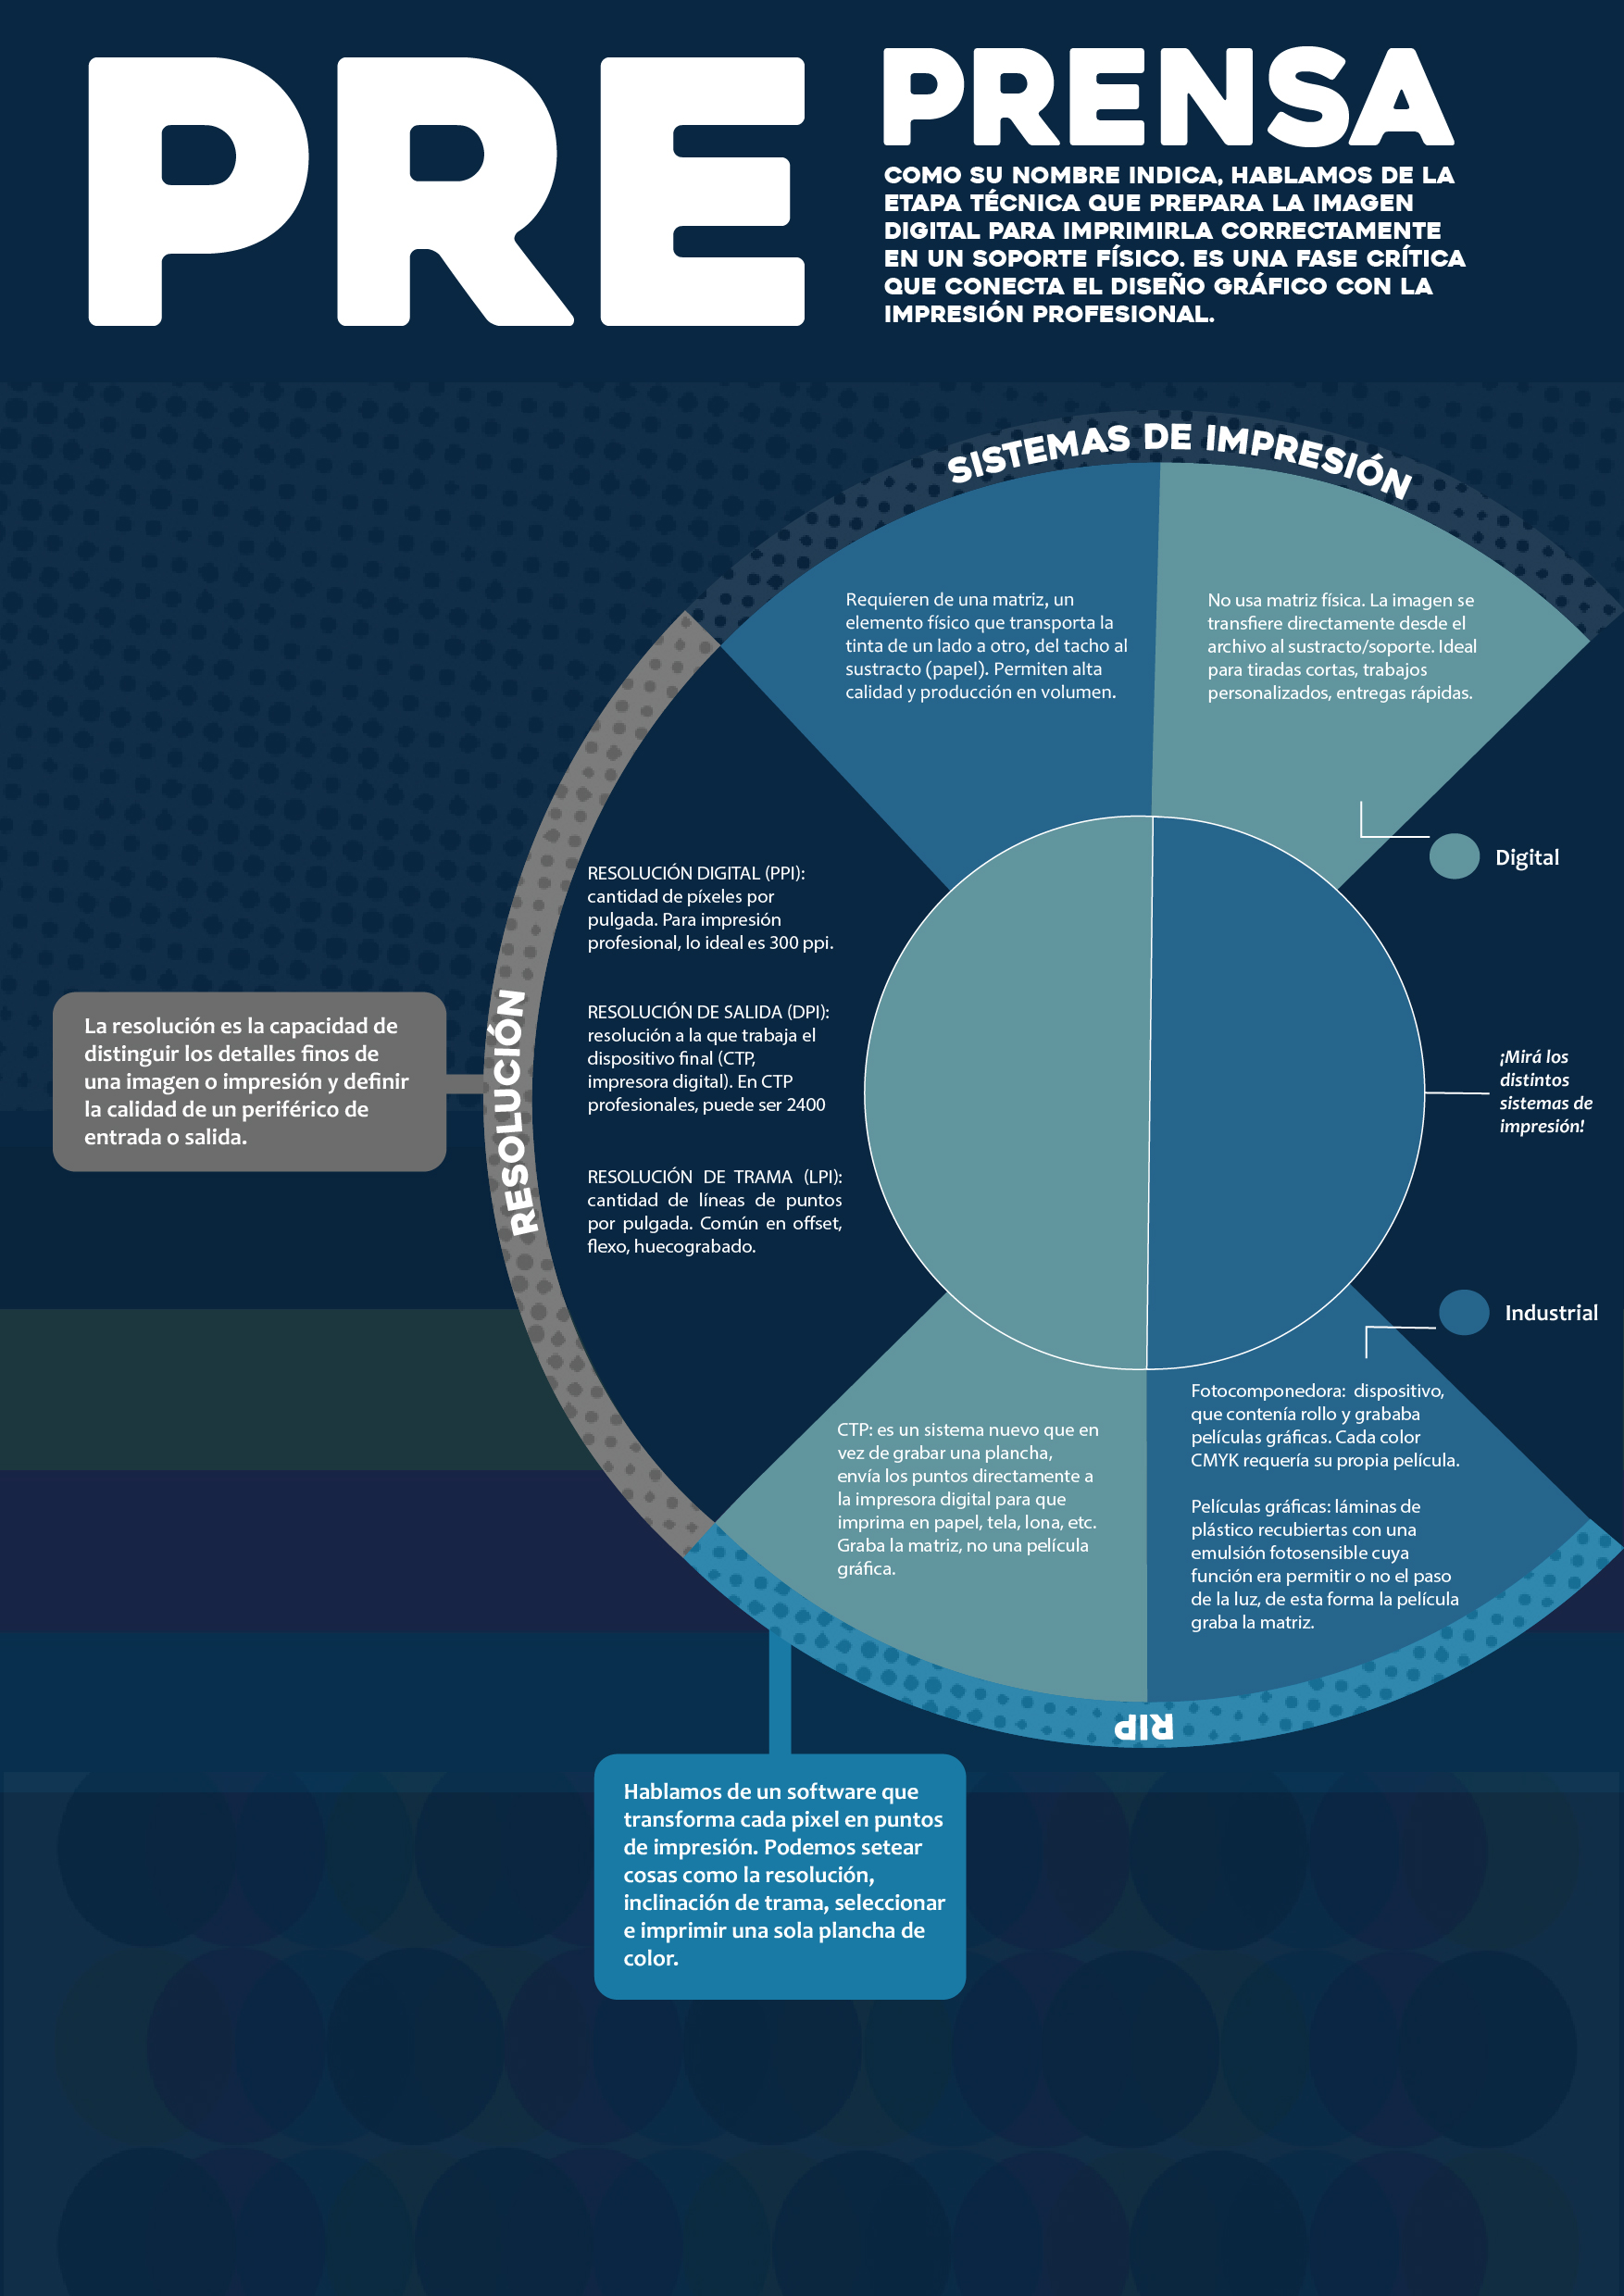 PRE
PRENSA
COMO SU NOMBRE INDICA, HABLAMOS DE LA
ETAPA TÉCNICA QUE PREPARA LA IMAGEN
DIGITAL PARA IMPRIMIRLA CORRECTAMENTE
EN UN SOPORTE FÍSICO. ES UNA FASE CRÍTICA
QUE CONECTA EL DISEÑO GRÁFICO CON LA
IMPRESIÓN PROFESIONAL.
SISTEMAS DE IMPRESIÓN
Requieren de una matriz, un
elemento físico que transporta la
tinta de un lado a otro, del tacho al
sustracto (papel). Permiten alta
calidad y producción en volumen.
No usa matriz física. La imagen se
transfiere directamente desde el
archivo al sustracto/soporte. Ideal
para tiradas cortas, trabajos
personalizados, entregas rápidas.
Digital
RESOLUCIÓN DIGITAL (PPI):
cantidad de píxeles por
pulgada. Para impresión
profesional, lo ideal es 300 ppi.
RESOLUCIÓN DE SALIDA (DPI):
resolución a la que trabaja el
dispositivo final (CTP,
impresora digital). En CTP
profesionales, puede ser 2400
RESOLUCIÓN DE TRAMA (LPI):
cantidad de líneas de puntos
por pulgada. Común en offset,
flexo, huecograbado.
RESOLUCIÓN
La resolución es la capacidad de
distinguir los detalles finos de
una imagen o impresión y definir
la calidad de un periférico de
entrada o salida.
¡Mirá los
distintos
sistemas de
impresión!
Industrial
CTP: es un sistema nuevo que en
vez de grabar una plancha,
envía los puntos directamente a
la impresora digital para que
imprima en papel, tela, lona, etc.
Graba la matriz, no una película
gráfica.
Fotocomponedora: dispositivo,
que contenía rollo y grababa
películas gráficas. Cada color
CMYK requería su propia película.
Películas gráficas: láminas de
plástico recubiertas con una
emulsión fotosensible cuya
función era permitir o no el paso
de la luz, de esta forma la película
graba la matriz.
RIP
Hablamos de un software que
transforma cada pixel en puntos
de impresión. Podemos setear
cosas como la resolución,
inclinación de trama, seleccionar
e imprimir una sola plancha de
color.